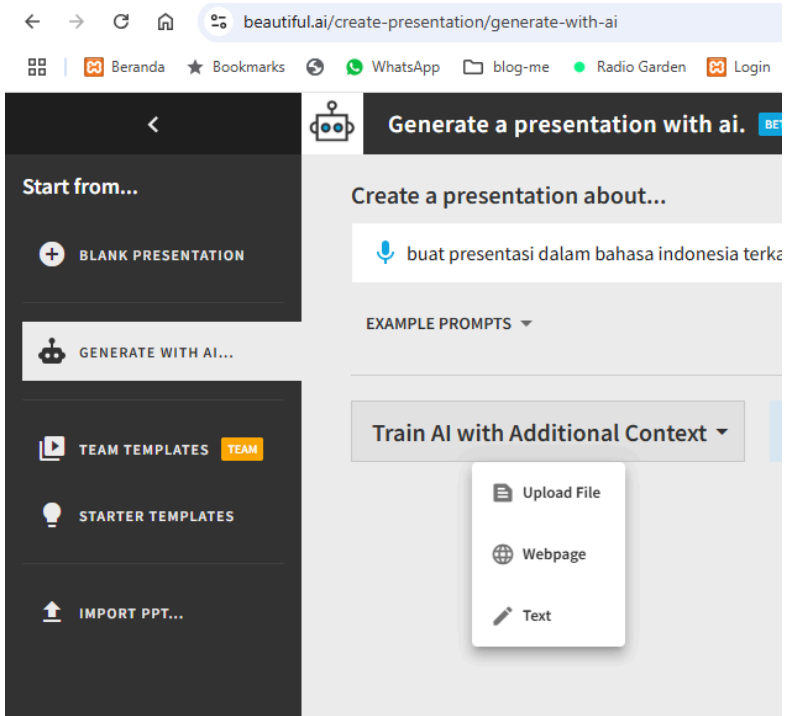 beautiful.ai/create-presentation/generate-with-ai
Beranda Bookmarks WhatsApp blog-me Radio Garden Login
Generate a presentation with ai.
Start from...
Create a presentation about...
BLANK PRESENTATION
buat presentasi dalam bahasa indonesia
EXAMPLE PROMPTS
GENERATE WITH AI...
Train AI with Additional Context
TEAM TEMPLATES TEAM
Upload File
STARTER TEMPLATES
Webpage
IMPORT PPT...
Text